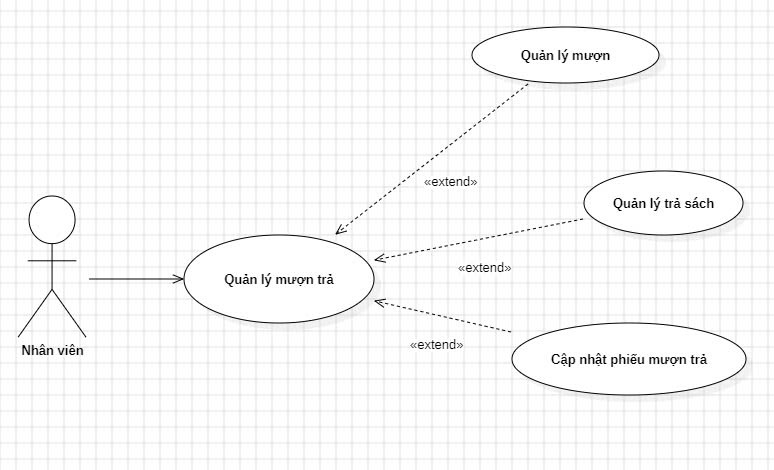 Quản lý mượn
«extend»
Quản lý trả sách
«extend»
Quản lý mượn trả
«extend»
Cập nhật phiếu mượn trả
Nhân viên